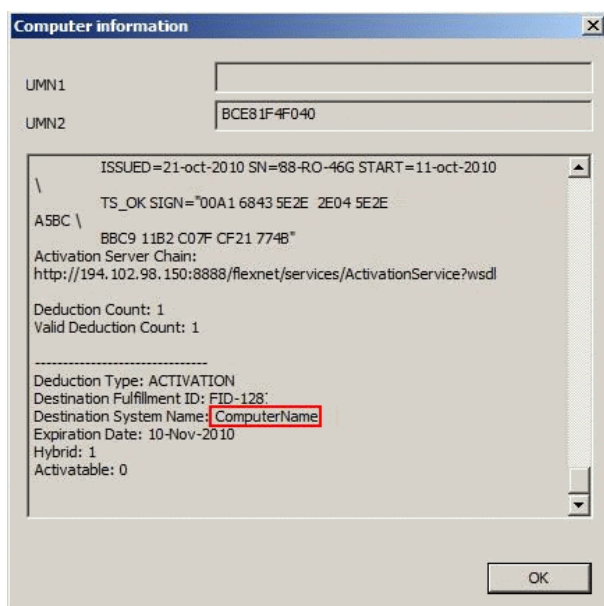 Computer information
UMN1
UMN2
BCE81F4F040
ISSUED=21-oct-2010 SN=88-RO-46G START=11-oct-2010
\
TS_OK SIGN="00A1 6843 5E2E 2E04 5E2E
A5BC \
BBC9 11B2 C07F CF21 774B"
Activation Server Chain:
http://194.102.98.150:8888/flexnet/services/ActivationService?wsdl
Deduction Count: 1
Valid Deduction Count: 1
-------------------------------
Deduction Type: ACTIVATION
Destination Fulfillment ID: FID-128
Destination System Name: ComputerName
Expiration Date: 10-Nov-2010
Hybrid: 1
Activatable: 0
OK